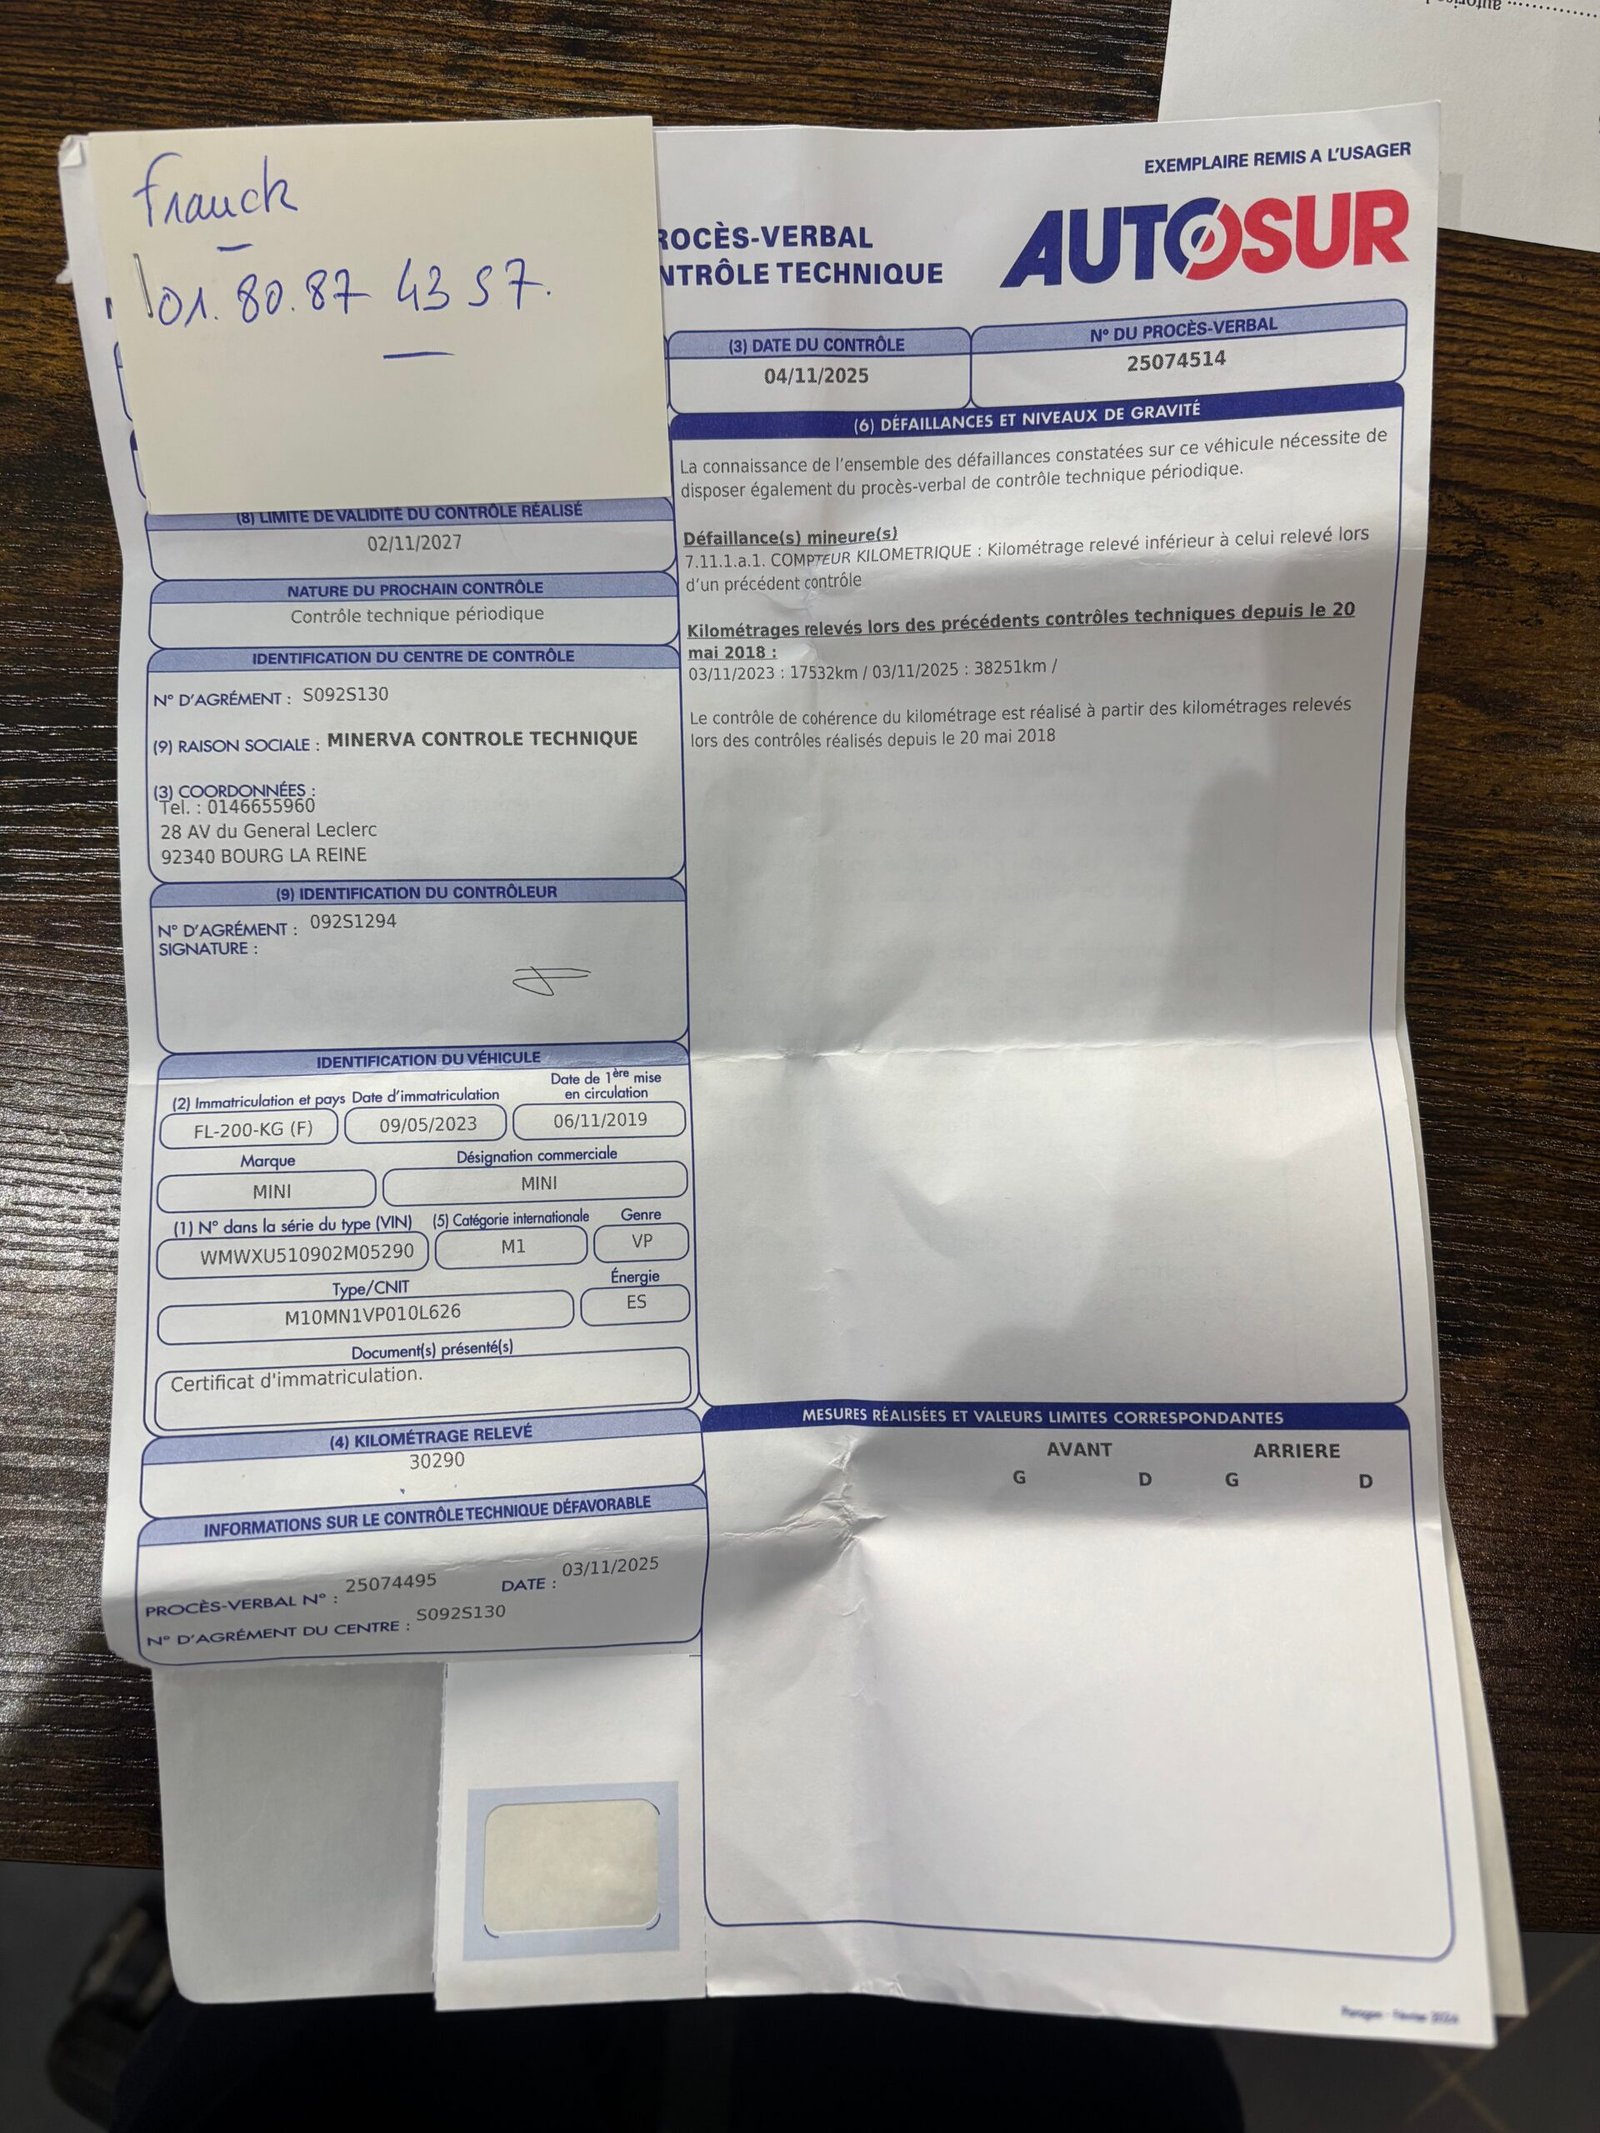 Franck
01. 80. 87 43 57.
EXEMPLAIRE REMIS A L'USAGER
AUTOSUR
ROCÈS-VERBAL
NTRÔLE TECHNIQUE
(3) DATE DU CONTRÔLE
04/11/2025
N° DU PROCÈS-VERBAL
25074514
(8) LIMITE DE VALIDITÉ DU CONTRÔLE RÉALISÉ
02/11/2027
NATURE DU PROCHAIN CONTRÔLE
Contrôle technique périodique
IDENTIFICATION DU CENTRE DE CONTRÔLE
N° D'AGRÉMENT : S092S130
(9) RAISON SOCIALE : MINERVA CONTROLE TECHNIQUE
(3) COORDONNÉES :
Tel. : 0146655960
28 AV du General Leclerc
92340 BOURG LA REINE
(9) IDENTIFICATION DU CONTRÔLEUR
N° D'AGRÉMENT : 092S1294
SIGNATURE :
IDENTIFICATION DU VÉHICULE
(2) Immatriculation et pays Date d'immatriculation Date de 1ère mise en circulation
FL-200-KG (F) 09/05/2023 06/11/2019
Marque Désignation commerciale
MINI MINI
(1) N° dans la série du type (VIN) (5) Catégorie internationale Genre
WMWXU510902M05290 M1 VP
Type/CNIT Énergie
M10MN1VP010L626 ES
Document(s) présenté(s)
Certificat d'immatriculation.
(4) KILOMÉTRAGE RELEVÉ
30290
INFORMATIONS SUR LE CONTRÔLE TECHNIQUE DÉFAVORABLE
PROCÈS-VERBAL N° : 25074495 DATE : 03/11/2025
N° D'AGRÉMENT DU CENTRE : S092S130
(6) DÉFAILLANCES ET NIVEAUX DE GRAVITÉ
La connaissance de l'ensemble des défaillances constatées sur ce véhicule nécessite de
disposer également du procès-verbal de contrôle technique périodique.
Défaillance(s) mineure(s)
7.11.1.a.1. COMPTEUR KILOMETRIQUE : Kilométrage relevé inférieur à celui relevé lors
d'un précédent contrôle
Kilométrages relevés lors des précédents contrôles techniques depuis le 20
mai 2018 :
03/11/2023 : 17532km / 03/11/2025 : 38251km /
Le contrôle de cohérence du kilométrage est réalisé à partir des kilométrages relevés
lors des contrôles réalisés depuis le 20 mai 2018
MESURES RÉALISÉES ET VALEURS LIMITES CORRESPONDANTES
AVANT ARRIERE
G D G D